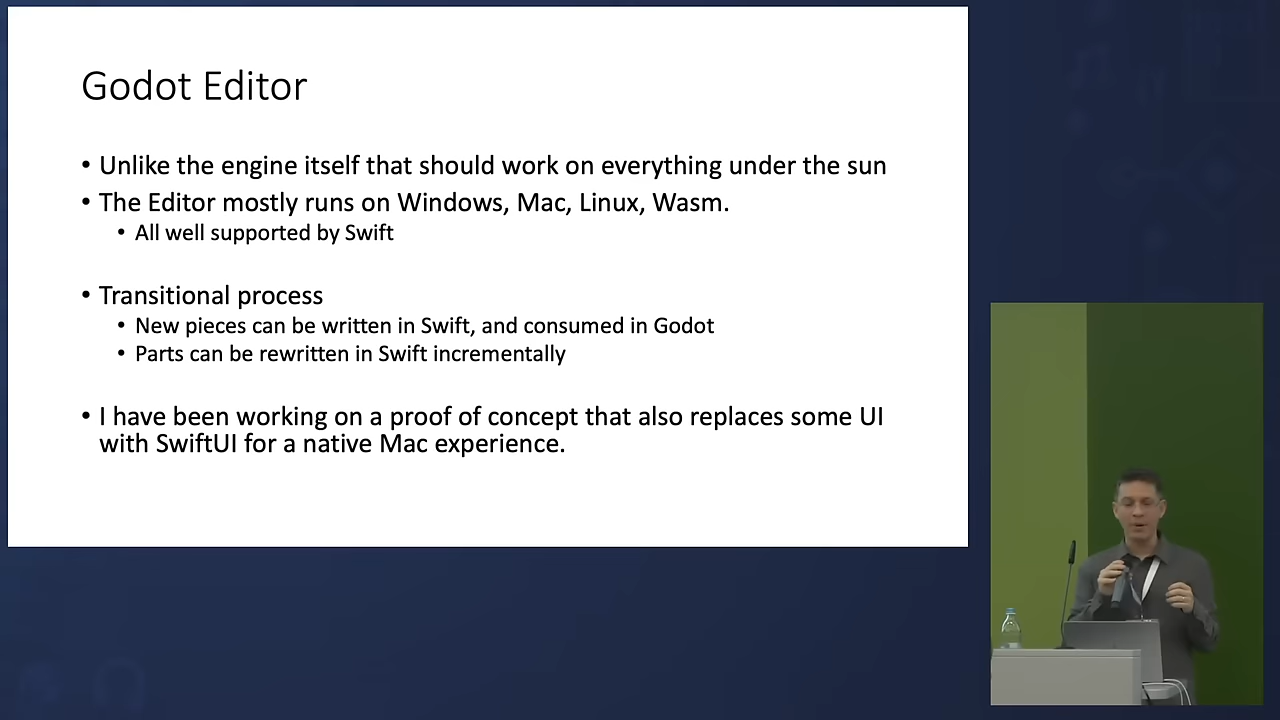 Godot Editor
• Unlike the engine itself that should work on everything under the sun
• The Editor mostly runs on Windows, Mac, Linux, Wasm.
• All well supported by Swift
• Transitional process
• New pieces can be written in Swift, and consumed in Godot
• Parts can be rewritten in Swift incrementally
• I have been working on a proof of concept that also replaces some UI
with SwiftUI for a native Mac experience.